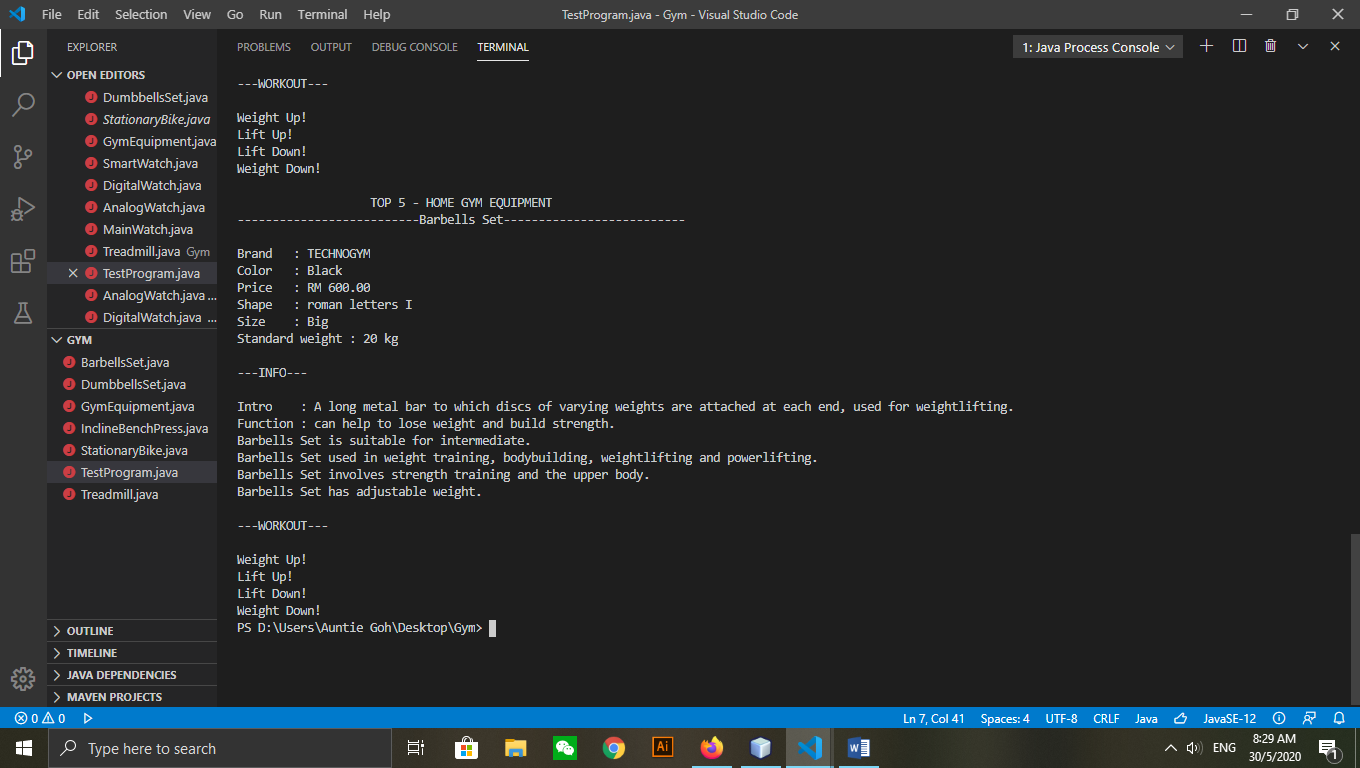 File Edit Selection View Go Run Terminal Help
TestProgram.java - Gym - Visual Studio Code
EXPLORER
OPEN EDITORS
DumbbellsSet.java
StationaryBike.java
GymEquipment.java
SmartWatch.java
DigitalWatch.java
AnalogWatch.java
MainWatch.java
Treadmill.java Gym
TestProgram.java
AnalogWatch.java ...
DigitalWatch.java ...
GYM
BarbellsSet.java
DumbbellsSet.java
GymEquipment.java
InclineBenchPress.java
StationaryBike.java
TestProgram.java
Treadmill.java
OUTLINE
TIMELINE
JAVA DEPENDENCIES
MAVEN PROJECTS
PROBLEMS OUTPUT DEBUG CONSOLE TERMINAL
1: Java Process Console
---WORKOUT---
Weight Up!
Lift Up!
Lift Down!
Weight Down!
TOP 5 - HOME GYM EQUIPMENT
--------------------------Barbells Set--------------------------
Brand : TECHNOGYM
Color : Black
Price : RM 600.00
Shape : roman letters I
Size : Big
Standard weight : 20 kg
---INFO---
Intro : A long metal bar to which discs of varying weights are attached at each end, used for weightlifting.
Function : can help to lose weight and build strength.
Barbells Set is suitable for intermediate.
Barbells Set used in weight training, bodybuilding, weightlifting and powerlifting.
Barbells Set involves strength training and the upper body.
Barbells Set has adjustable weight.
---WORKOUT---
Weight Up!
Lift Up!
Lift Down!
Weight Down!
PS D:\Users\Auntie Goh\Desktop\Gym>
0 0
Ln 7, Col 41 Spaces: 4 UTF-8 CRLF Java JavaSE-12
Type here to search
Ai
W
ENG
8:29 AM
30/5/2020
1